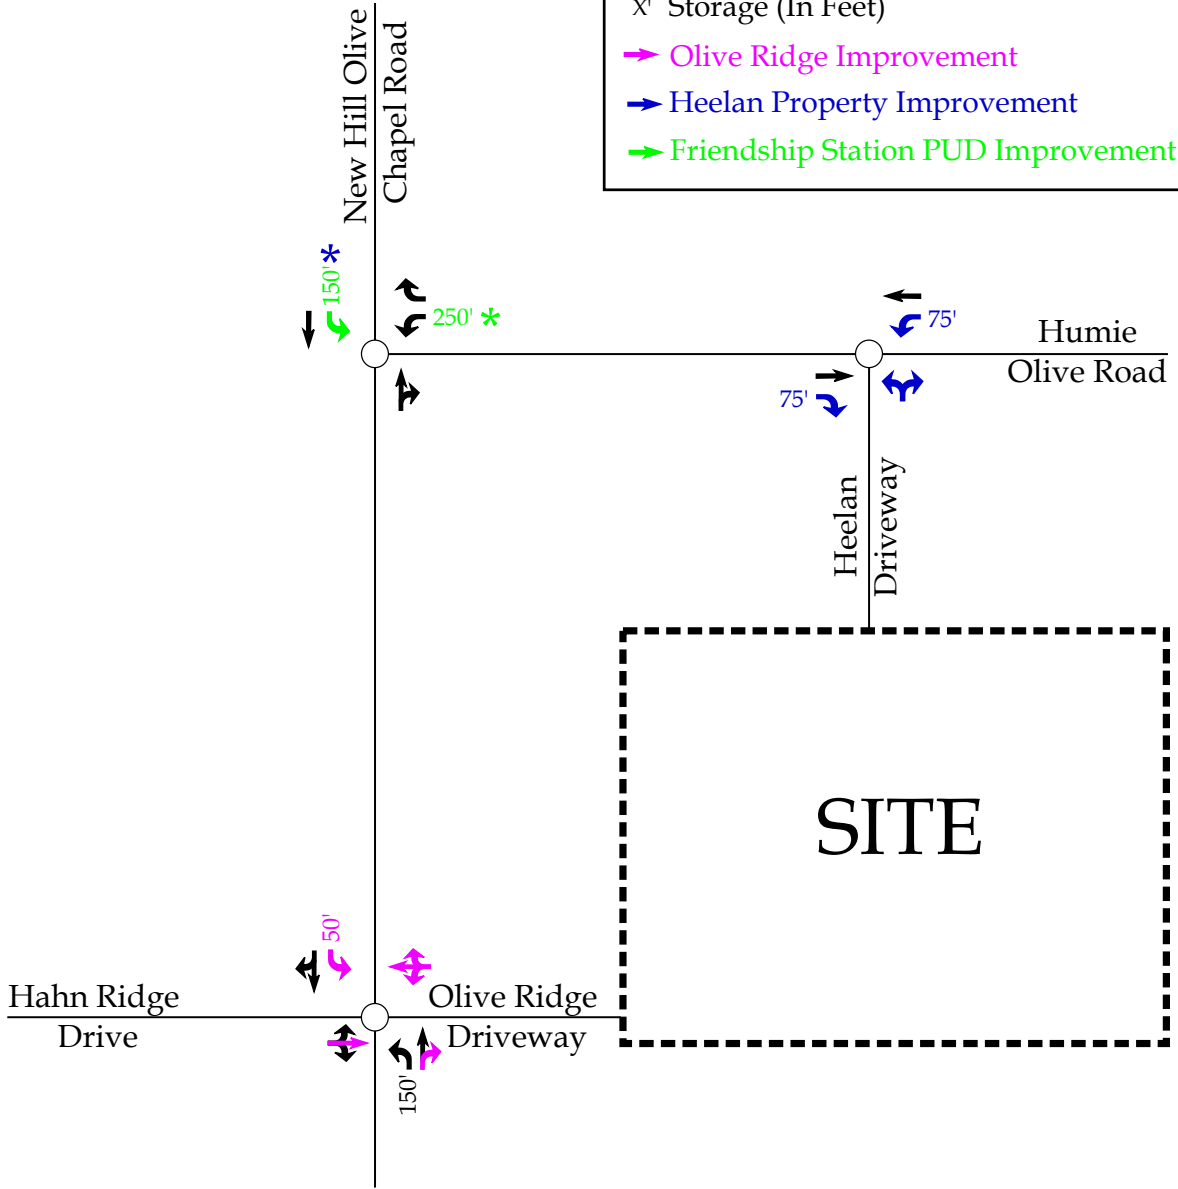 X' Storage (In Feet)
Olive Ridge Improvement
Heelan Property Improvement
Friendship Station PUD Improvement
New Hill Olive
Chapel Road
150'*
250' *
75'
Humie
Olive Road
75'
Heelan
Driveway
SITE
50'
Hahn Ridge
Drive
Olive Ridge
Driveway
150'